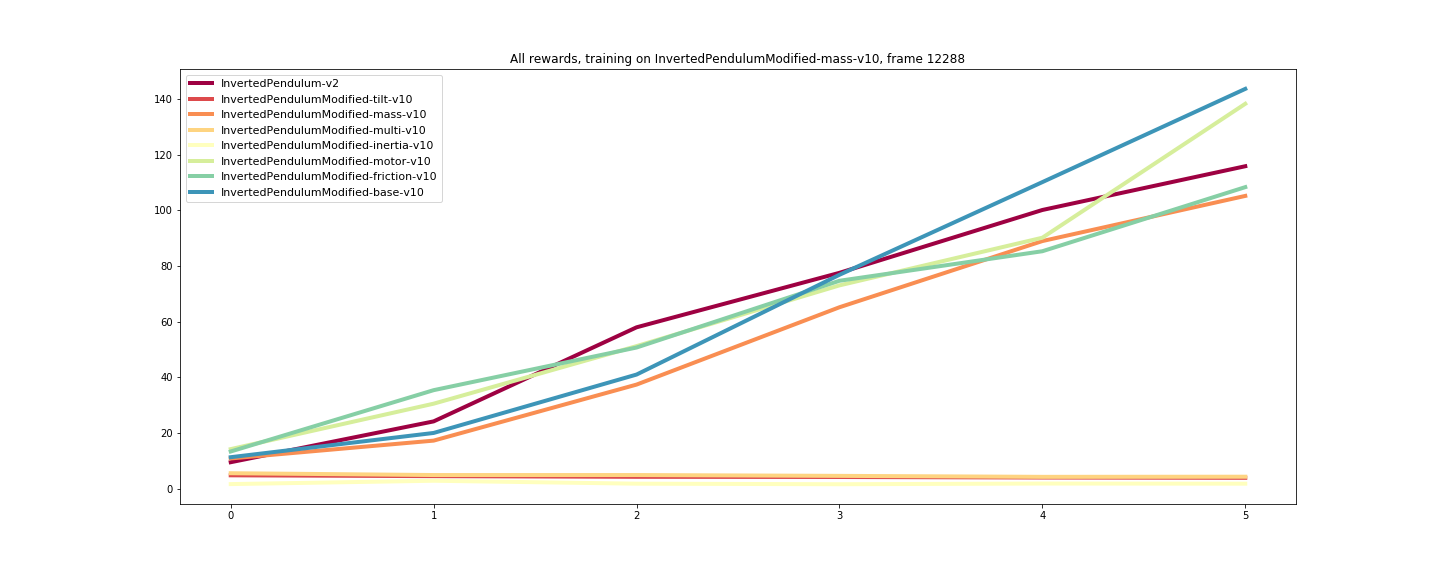 All rewards, training on InvertedPendulumModified-mass-v10, frame 12288
InvertedPendulum-v2
InvertedPendulumModified-tilt-v10
InvertedPendulumModified-mass-v10
InvertedPendulumModified-multi-v10
InvertedPendulumModified-inertia-v10
InvertedPendulumModified-motor-v10
InvertedPendulumModified-friction-v10
InvertedPendulumModified-base-v10
140
120
100
80
60
40
20
0
0 1 2 3 4 5